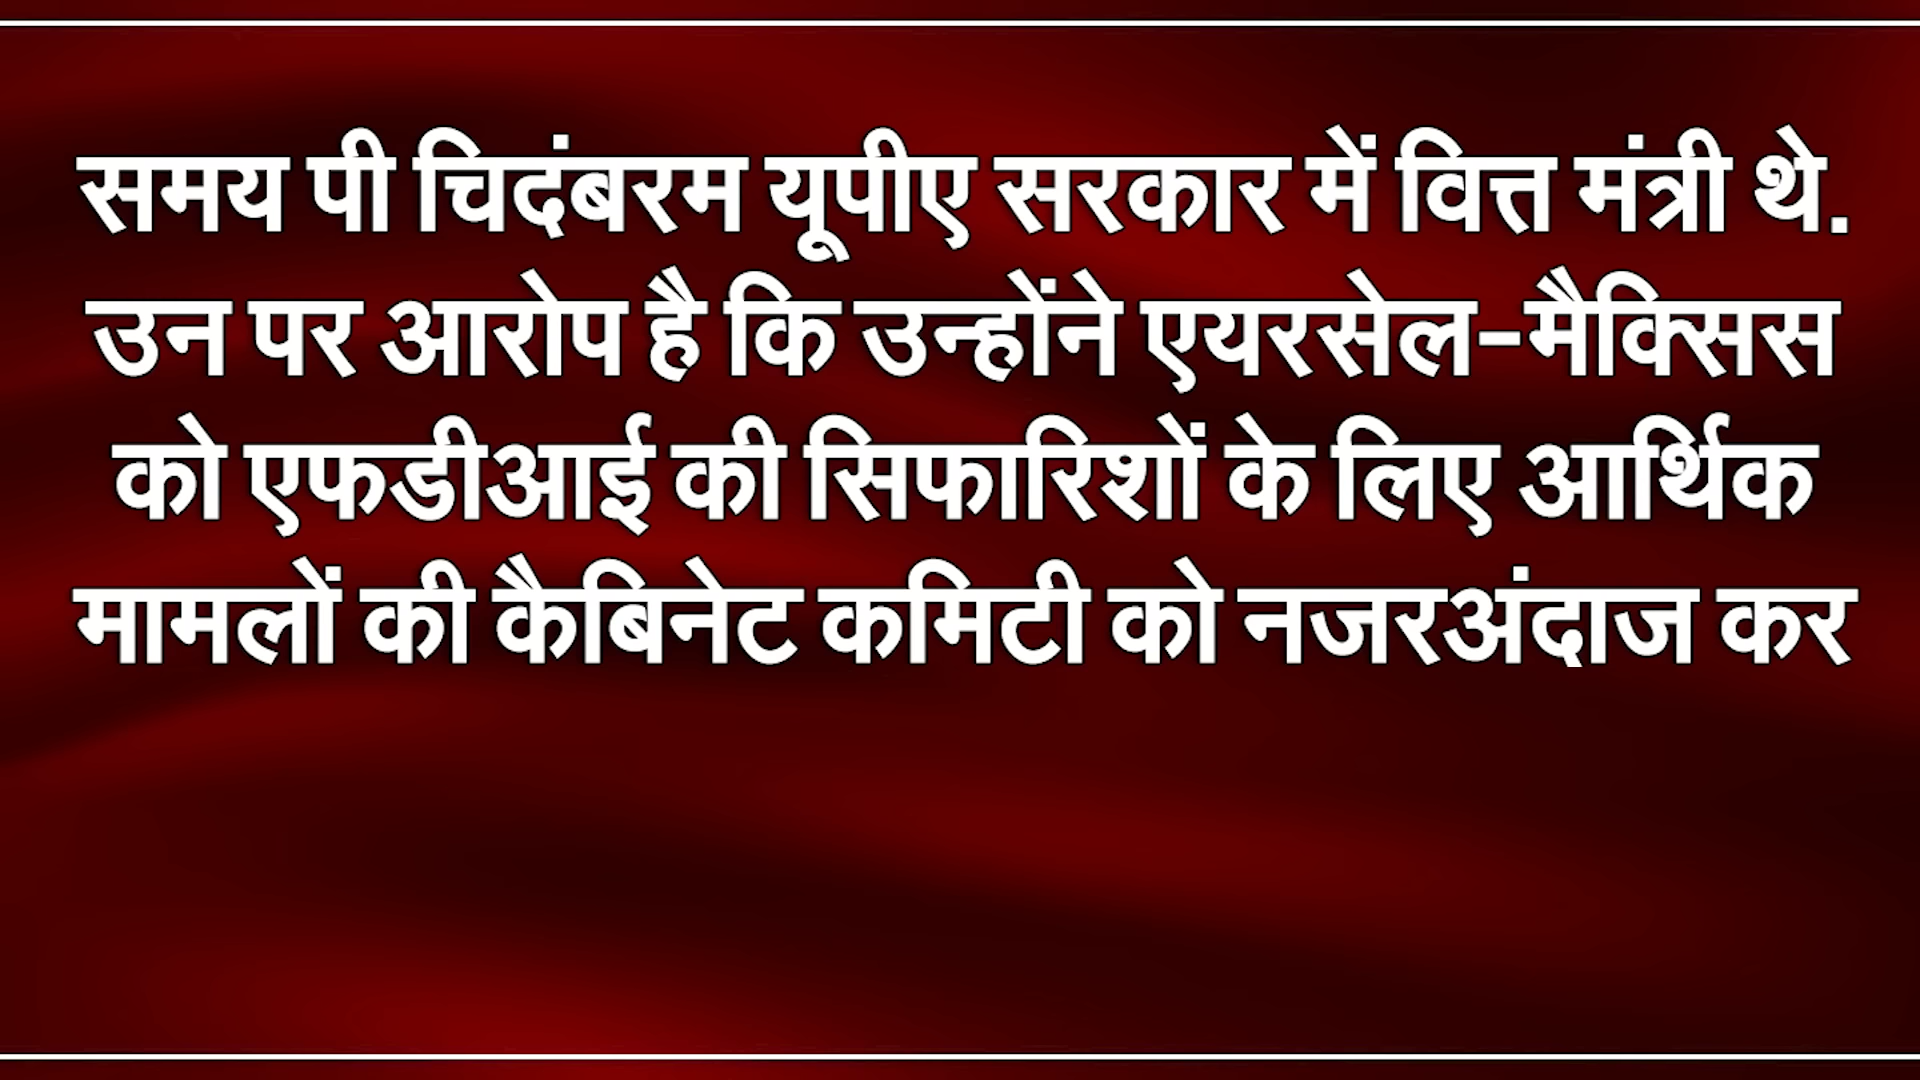 समय पी चिदंबरम यूपीए सरकार में वित्त मंत्री थे.
उन पर आरोप है कि उन्होंने एयरसेल-मैक्सिस
को एफडीआई की सिफारिशों के लिए आर्थिक
मामलों की कैबिनेट कमिटी को नजरअंदाज कर